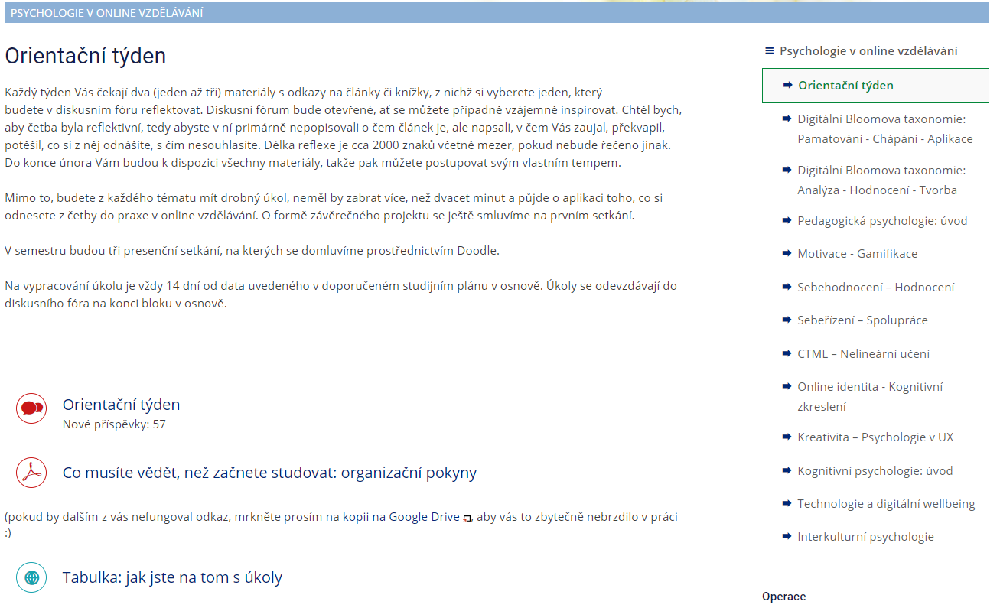 PSYCHOLOGIE V ONLINE VZDĚLÁVÁNÍ
Orientační týden
Každý týden Vás čekají dva (jeden až tři) materiály s odkazy na články či knížky, z nichž si vyberete jeden, který
budete v diskusním fóru reflektovat. Diskusní fórum bude otevřené, ať se můžete případně vzájemně inspirovat. Chtěl bych,
aby četba byla reflektivní, tedy abyste v ní primárně nepopisovali o čem článek je, ale napsali, v čem Vás zaujal, překvapil,
potěšil, co si z něj odnášíte, s čím nesouhlasíte. Délka reflexe je cca 2000 znaků včetně mezer, pokud nebude řečeno jinak.
Do konce února Vám budou k dispozici všechny materiály, takže pak můžete postupovat svým vlastním tempem.
Mimo to, budete z každého tématu mít drobný úkol, neměl by zabrat více, než dvacet minut a půjde o aplikaci toho, co si
odnesete z četby do praxe v online vzdělávání. O formě závěrečného projektu se ještě smluvíme na prvním setkání.
V semestru budou tři presenční setkání, na kterých se domluvíme prostřednictvím Doodle.
Na vypracování úkolu je vždy 14 dní od data uvedeného v doporučeném studijním plánu v osnově. Úkoly se odevzdávají do
diskusního fóra na konci bloku v osnově.
Orientační týden
Nové příspěvky: 57
Co musíte vědět, než začnete studovat: organizační pokyny
(pokud by dalším z vás nefungoval odkaz, mrkněte prosím na kopii na Google Drive, aby vás to zbytečně nebrzdilo v práci
:)
Tabulka: jak jste na tom s úkoly
Psychologie v online vzdělávání
Orientační týden
Digitální Bloomova taxonomie:
Pamatování - Chápání - Aplikace
Digitální Bloomova taxonomie:
Analýza - Hodnocení - Tvorba
Pedagogická psychologie: úvod
Motivace - Gamifikace
Sebehodnocení – Hodnocení
Sebeřízení – Spolupráce
CTML – Nelineární učení
Online identita - Kognitivní
zkreslení
Kreativita – Psychologie v UX
Kognitivní psychologie: úvod
Technologie a digitální wellbeing
Interkulturní psychologie
Operace